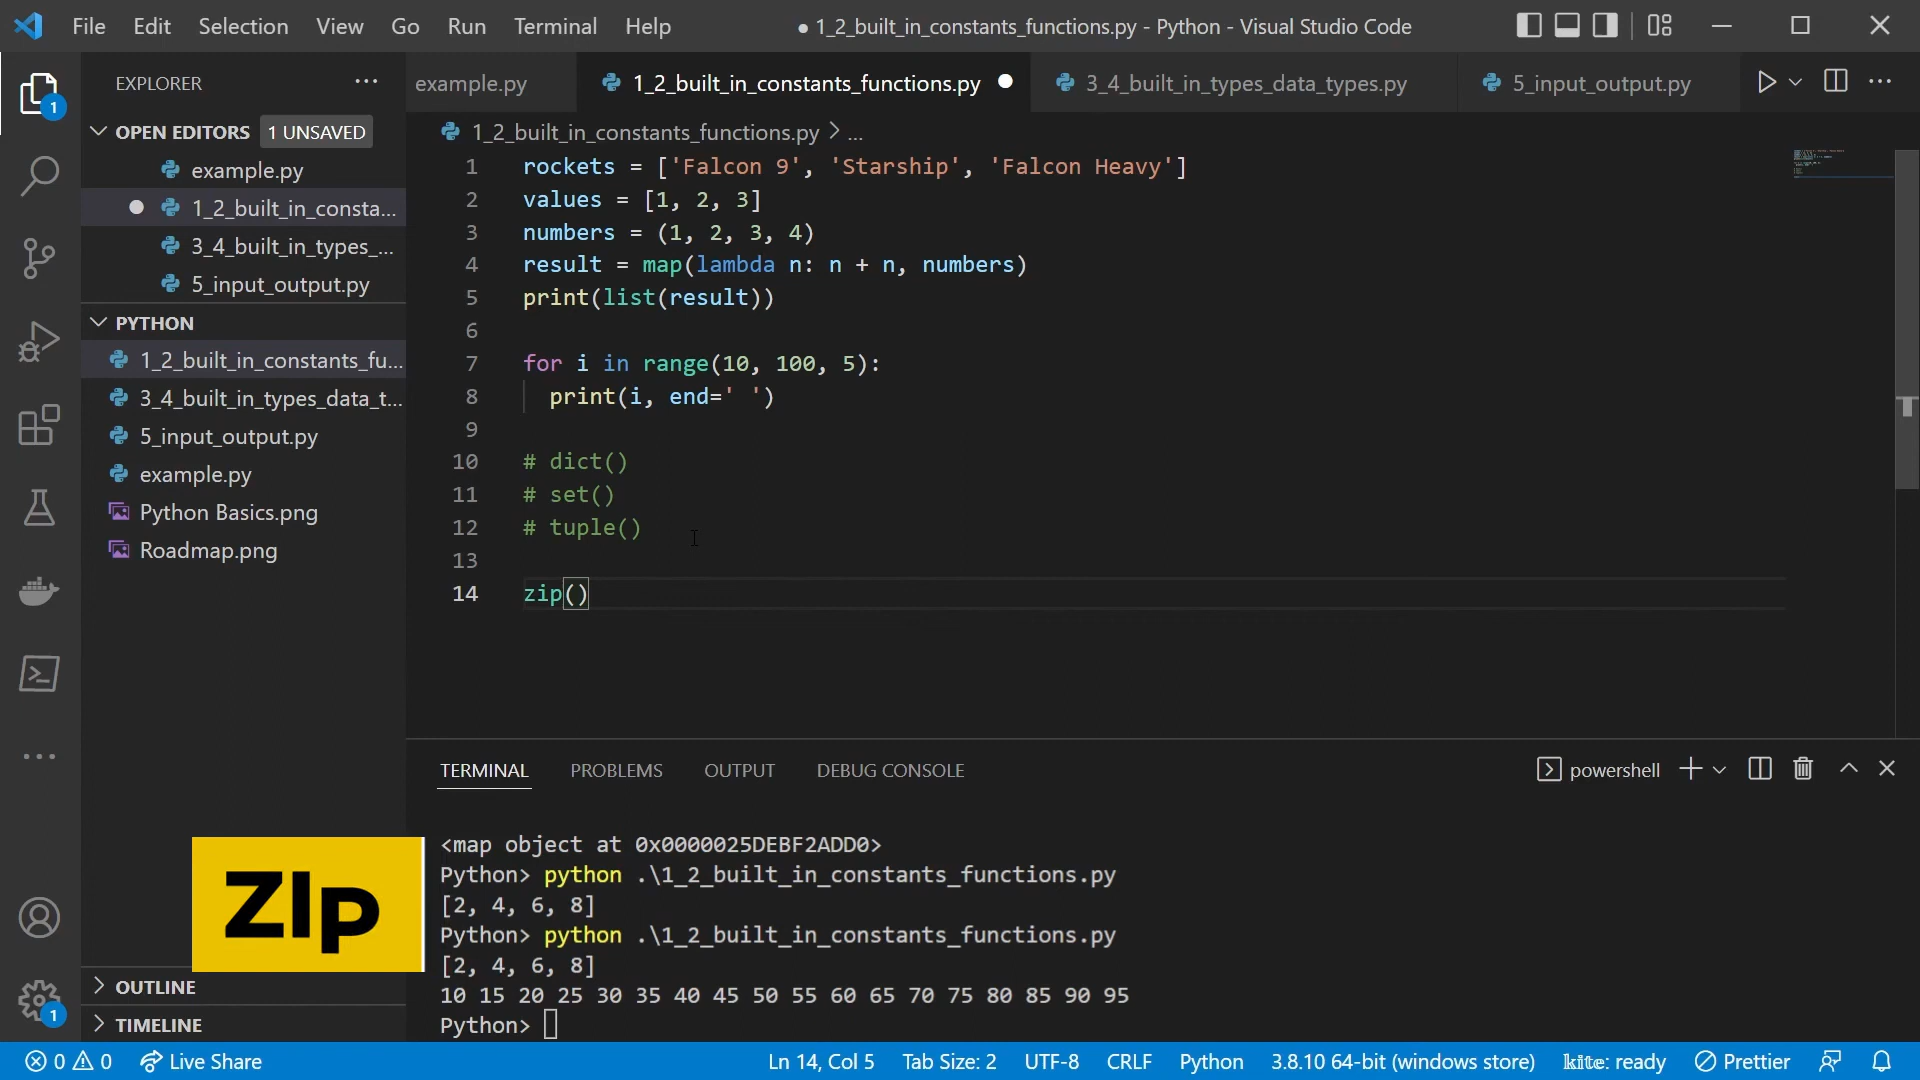 File Edit Selection View Go Run Terminal Help
● 1_2_built_in_constants_functions.py - Python - Visual Studio Code
EXPLORER
OPEN EDITORS 1 UNSAVED
example.py
1_2_built_in_consta...
3_4_built_in_types_...
5_input_output.py
PYTHON
1_2_built_in_constants_fu...
3_4_built_in_types_data_t...
5_input_output.py
example.py
Python Basics.png
Roadmap.png
OUTLINE
TIMELINE
1
1
example.py
1_2_built_in_constants_functions.py
3_4_built_in_types_data_types.py
5_input_output.py
1_2_built_in_constants_functions.py > ...
1 rockets = ['Falcon 9', 'Starship', 'Falcon Heavy']
2 values = [1, 2, 3]
3 numbers = (1, 2, 3, 4)
4 result = map(lambda n: n + n, numbers)
5 print(list(result))
6
7 for i in range(10, 100, 5):
8 print(i, end=' ')
9
10 # dict()
11 # set()
12 # tuple()
13
14 zip()
TERMINAL PROBLEMS OUTPUT DEBUG CONSOLE
powershell
<map object at 0x0000025DEBF2ADD0>
Python> python .\1_2_built_in_constants_functions.py
[2, 4, 6, 8]
Python> python .\1_2_built_in_constants_functions.py
[2, 4, 6, 8]
10 15 20 25 30 35 40 45 50 55 60 65 70 75 80 85 90 95
Python>
ZIp
0 0 Live Share
Ln 14, Col 5 Tab Size: 2 UTF-8 CRLF Python 3.8.10 64-bit (windows store) kite: ready Prettier